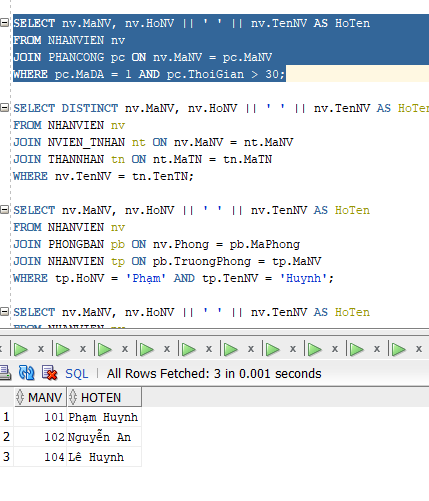 SELECT nv.MaNV, nv.HoNV || ' ' || nv.TenNV AS HoTen
FROM NHANVIEN nv
JOIN PHANCONG pc ON nv.MaNV = pc.MaNV
WHERE pc.MaDA = 1 AND pc.ThoiGian > 30;
SELECT DISTINCT nv.MaNV, nv.HoNV || ' ' || nv.TenNV AS HoTen
FROM NHANVIEN nv
JOIN NVIEN_TNHAN nt ON nv.MaNV = nt.MaNV
JOIN THANNHAN tn ON nt.MaTN = tn.MaTN
WHERE nv.TenNV = tn.TenTN;
SELECT nv.MaNV, nv.HoNV || ' ' || nv.TenNV AS HoTen
FROM NHANVIEN nv
JOIN PHONGBAN pb ON nv.Phong = pb.MaPhong
JOIN NHANVIEN tp ON pb.TruongPhong = tp.MaNV
WHERE tp.HoNV = 'Phạm' AND tp.TenNV = 'Huynh';
SELECT nv.MaNV, nv.HoNV || ' ' || nv.TenNV AS HoTen
FROM NHANVIEN nv
x x x x x x x x x x
SQL | All Rows Fetched: 3 in 0.001 seconds
MANV HOTEN
1 101 Phạm Huynh
2 102 Nguyễn An
3 104 Lê Huynh